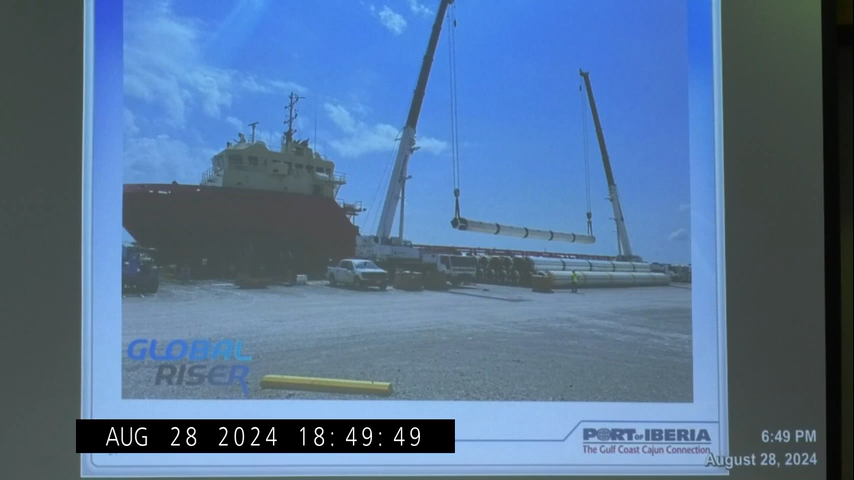 GLOBAL
RISER
AUG 28 2024 18:49:49
PORT OF IBERIA
The Gulf Coast Cajun Connection
6:49 PM
August 28, 2024